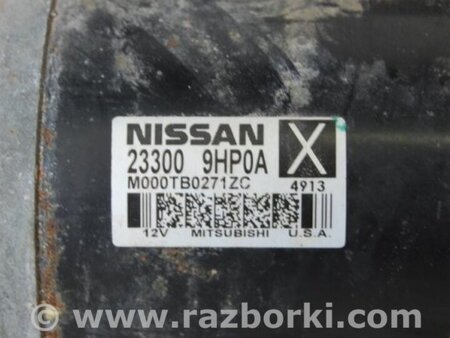 NISSAN X
23300 9HP0A
M000TB0271ZC 4913
12V MITSUBISHI U.S.A.
© www.razborki.com